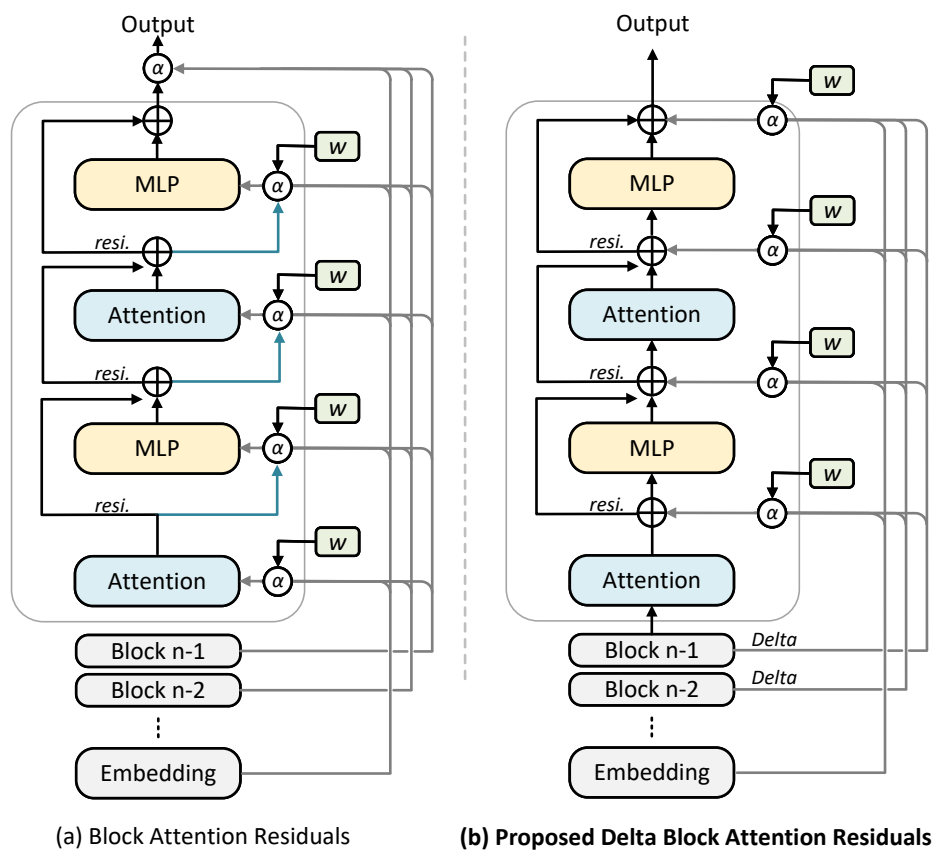 Output
α
w
MLP
α
resi.
w
Attention
α
resi.
w
MLP
α
resi.
w
Attention
α
Block n-1
Block n-2
Embedding
(a) Block Attention Residuals
Output
w
α
MLP
w
resi.
α
Attention
w
resi.
α
MLP
w
resi.
α
Attention
Block n-1
Delta
Block n-2
Delta
Embedding
(b) Proposed Delta Block Attention Residuals